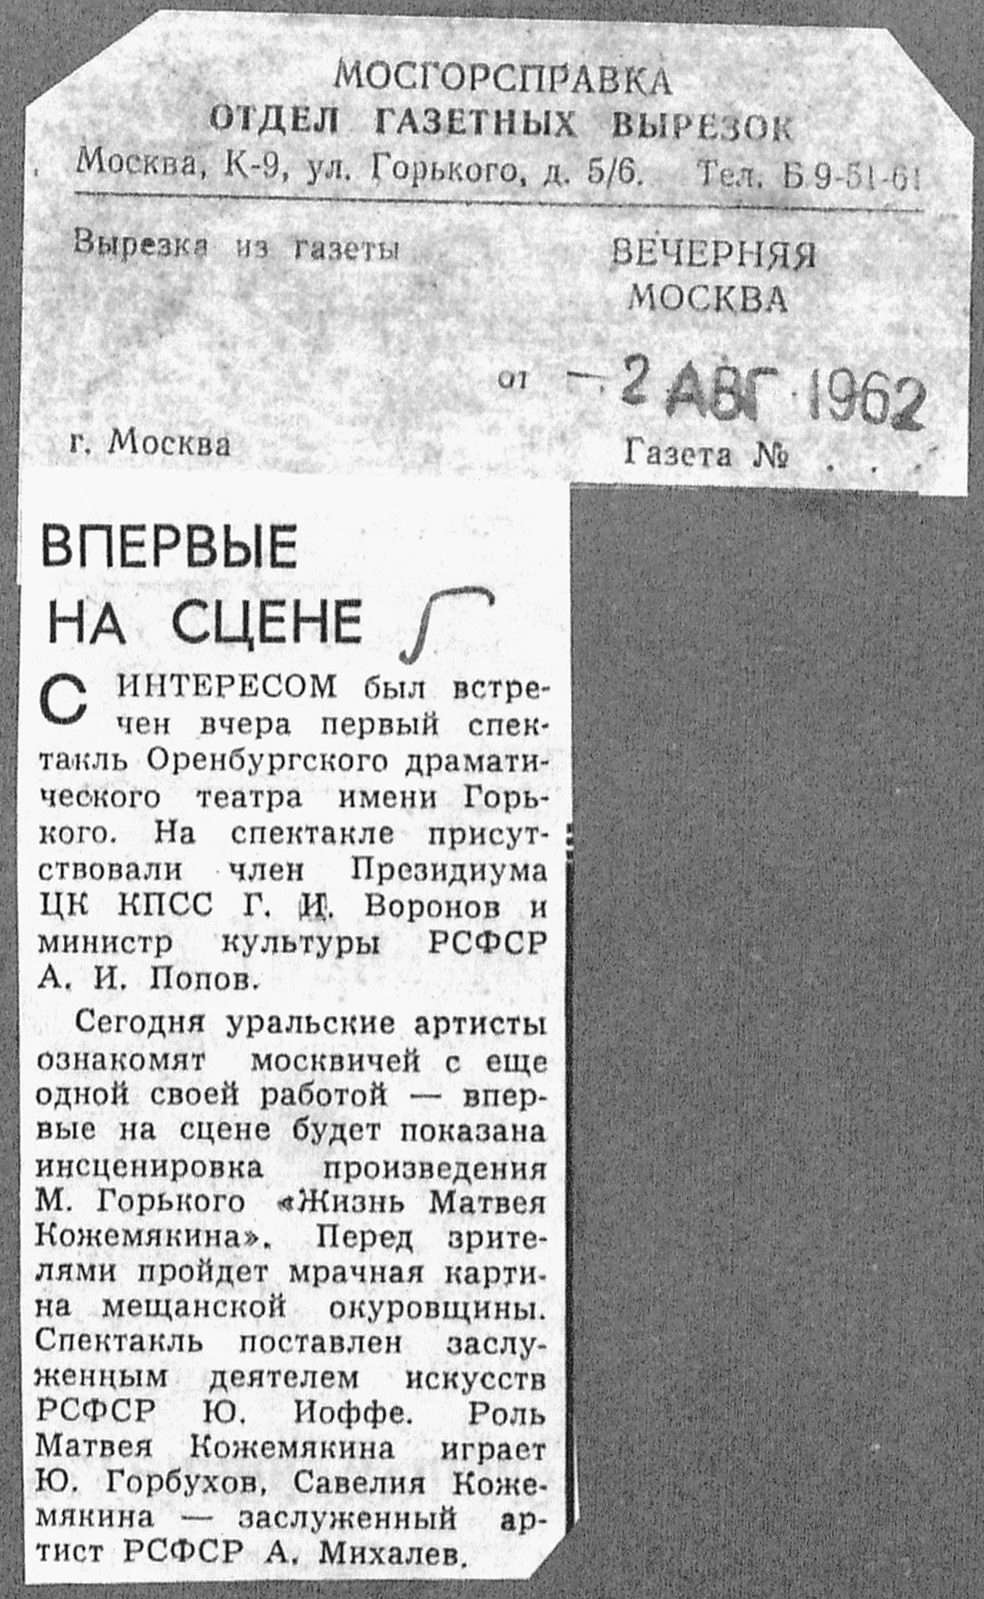 МОСГОРСПРАВКА
ОТДЕЛ ГАЗЕТНЫХ ВЫРЕЗОК
Москва, К-9, ул. Горького, д. 5/6. Тел. Б 9-51-61
Вырезка из газеты
ВЕЧЕРНЯЯ
МОСКВА
от - 2 АВГ 1962
г. Москва
Газета № . . .
ВПЕРВЫЕ
НА СЦЕНЕ
С ИНТЕРЕСОМ был встре-
чен вчера первый спек-
такль Оренбургского драмати-
ческого театра имени Горь-
кого. На спектакле присут-
ствовали член Президиума
ЦК КПСС Г. И. Воронов и
министр культуры РСФСР
А. И. Попов.
Сегодня уральские артисты
ознакомят москвичей с еще
одной своей работой — впер-
вые на сцене будет показана
инсценировка произведения
М. Горького «Жизнь Матвея
Кожемякина». Перед зрите-
лями пройдет мрачная карти-
на мещанской окуровщины.
Спектакль поставлен заслу-
женным деятелем искусств
РСФСР Ю. Иоффе. Роль
Матвея Кожемякина играет
Ю. Горбухов, Савелия Коже-
мякина — заслуженный ар-
тист РСФСР А. Михалев.